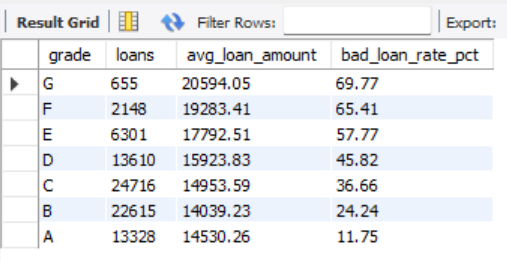 Result Grid Filter Rows: Export:
grade loans avg_loan_amount bad_loan_rate_pct
G 655 20594.05 69.77
F 2148 19283.41 65.41
E 6301 17792.51 57.77
D 13610 15923.83 45.82
C 24716 14953.59 36.66
B 22615 14039.23 24.24
A 13328 14530.26 11.75